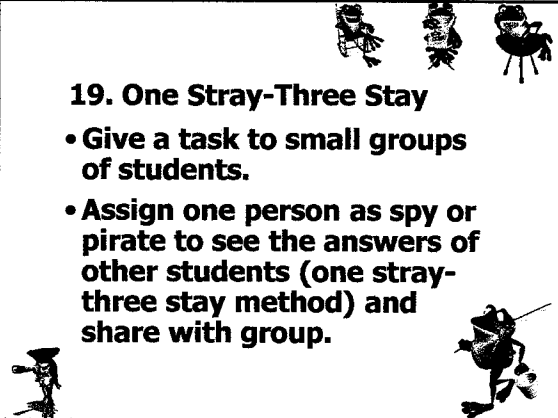 19. One Stray-Three Stay
• Give a task to small groups
of students.
• Assign one person as spy or
pirate to see the answers of
other students (one stray-
three stay method) and
share with group.